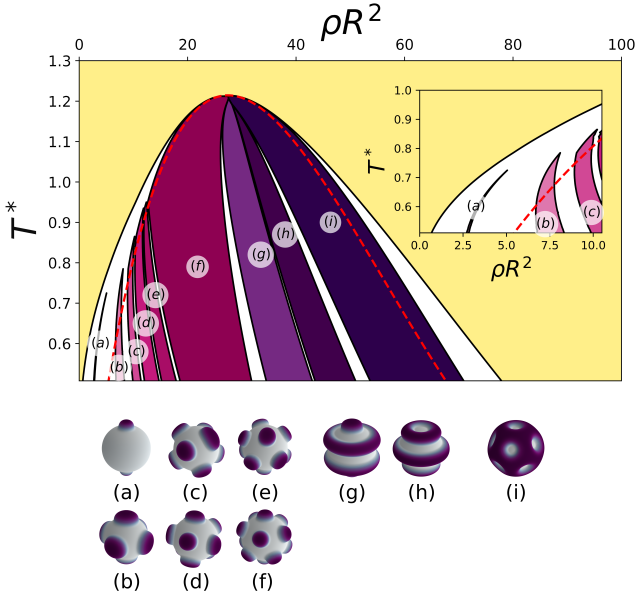 ρR²
0 20 40 60 80 100
T*
1.3
1.2
1.1
1.0
0.9
0.8
0.7
0.6
(a)
(b)
(c)
(d)
(e)
(f)
(g)
(h)
(i)
T*
1.0
0.9
0.8
0.7
0.6
(a)
(b)
(c)
0.0 2.5 5.0 7.5 10.0
ρR²
(a) (c) (e) (g) (h) (i)
(b) (d) (f)